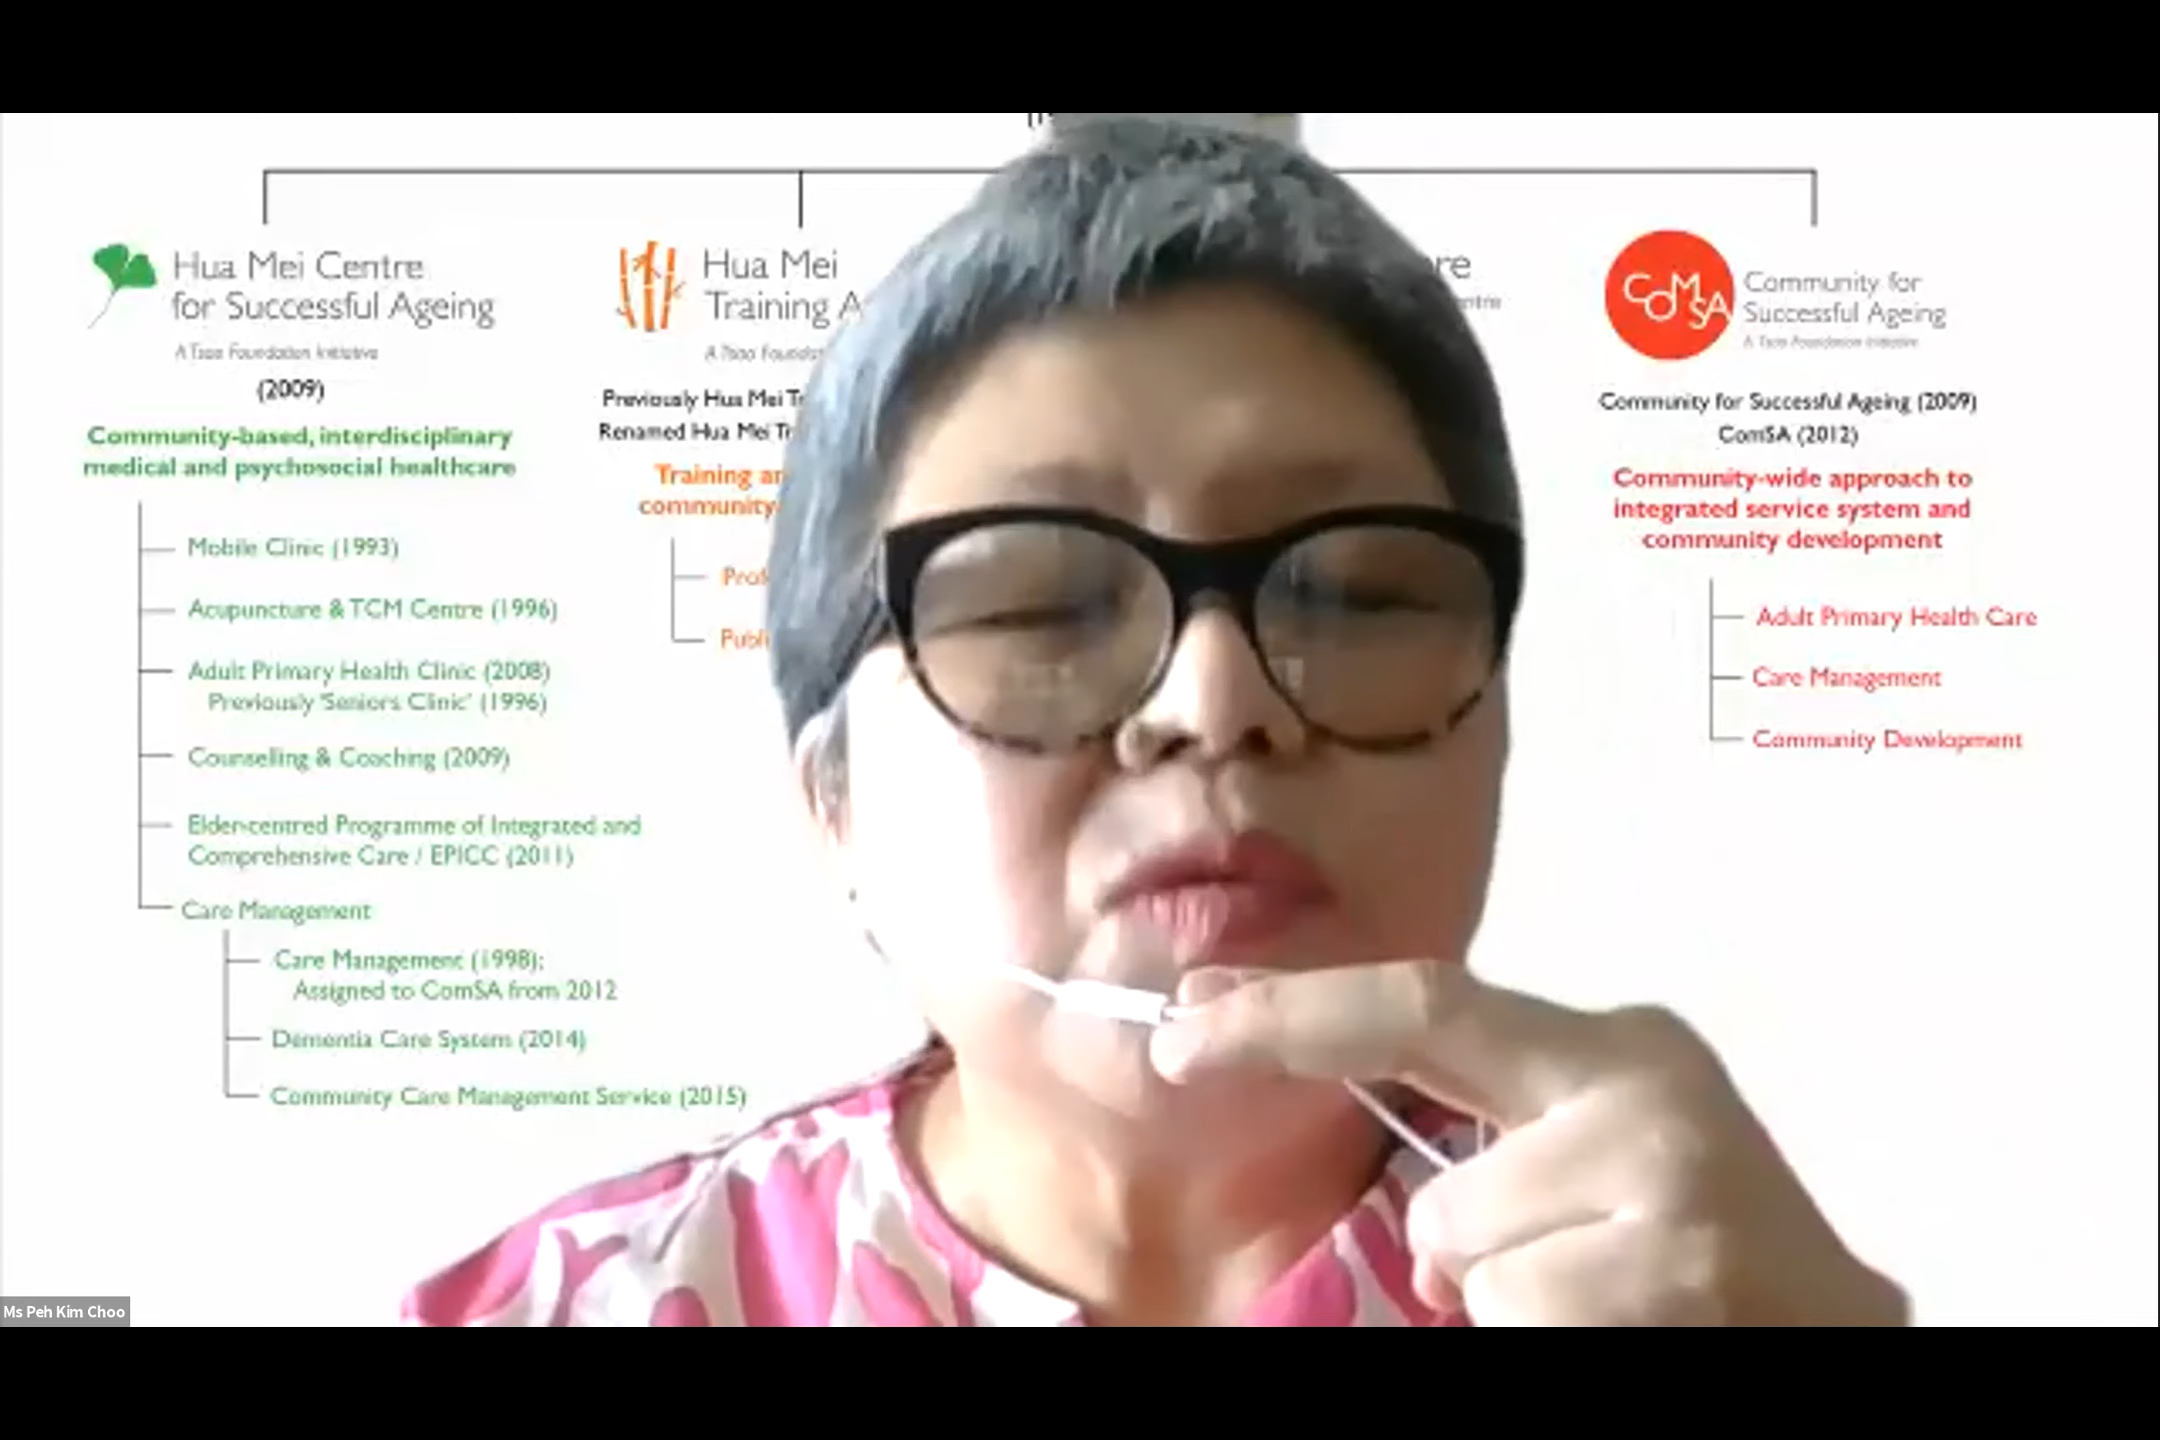 Hua Mei Centre
for Successful Ageing
A Tsao Foundation Initiative
(2009)
Community-based, interdisciplinary
medical and psychosocial healthcare
Mobile Clinic (1993)
Acupuncture & TCM Centre (1996)
Adult Primary Health Clinic (2008)
Previously 'Seniors Clinic' (1996)
Counselling & Coaching (2009)
Elder-centred Programme of Integrated and
Comprehensive Care / EPICC (2011)
Care Management
Care Management (1998);
Assigned to ComSA from 2012
Dementia Care System (2014)
Community Care Management Service (2015)
Hua Mei
Training A
A Tsao Foundat
Previously Hua Mei Tr
Renamed Hua Mei Tr
Training an
community
Prof
Publi
re
entre
COMSA
Community for
Successful Ageing
A Tsao Foundation Initiative
Community for Successful Ageing (2009)
ComSA (2012)
Community-wide approach to
integrated service system and
community development
Adult Primary Health Care
Care Management
Community Development
Ms Peh Kim Choo